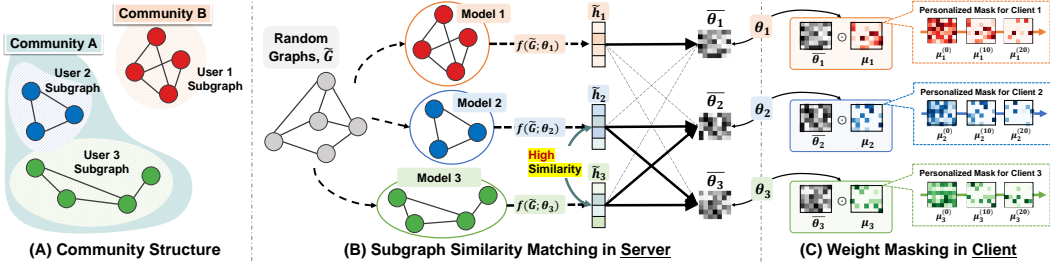 Community B
Community A
User 2
Subgraph
User 1
Subgraph
User 3
Subgraph
(A) Community Structure
Random
Graphs, G̃
Model 1
Model 2
Model 3
f(G̃; θ₁)
f(G̃; θ₂)
f(G̃; θ₃)
h̃₁
h̃₂
h̃₃
High
Similarity
θ̅₁
θ̅₂
θ̅₃
(B) Subgraph Similarity Matching in Server
θ₁
θ₂
θ₃
θ̅₁ ⊙ μ₁
θ̅₂ ⊙ μ₂
θ̅₃ ⊙ μ₃
Personalized Mask for Client 1
μ₁⁽⁰⁾ μ₁⁽¹⁰⁾ μ₁⁽²⁰⁾
Personalized Mask for Client 2
μ₂⁽⁰⁾ μ₂⁽¹⁰⁾ μ₂⁽²⁰⁾
Personalized Mask for Client 3
μ₃⁽⁰⁾ μ₃⁽¹⁰⁾ μ₃⁽²⁰⁾
(C) Weight Masking in Client